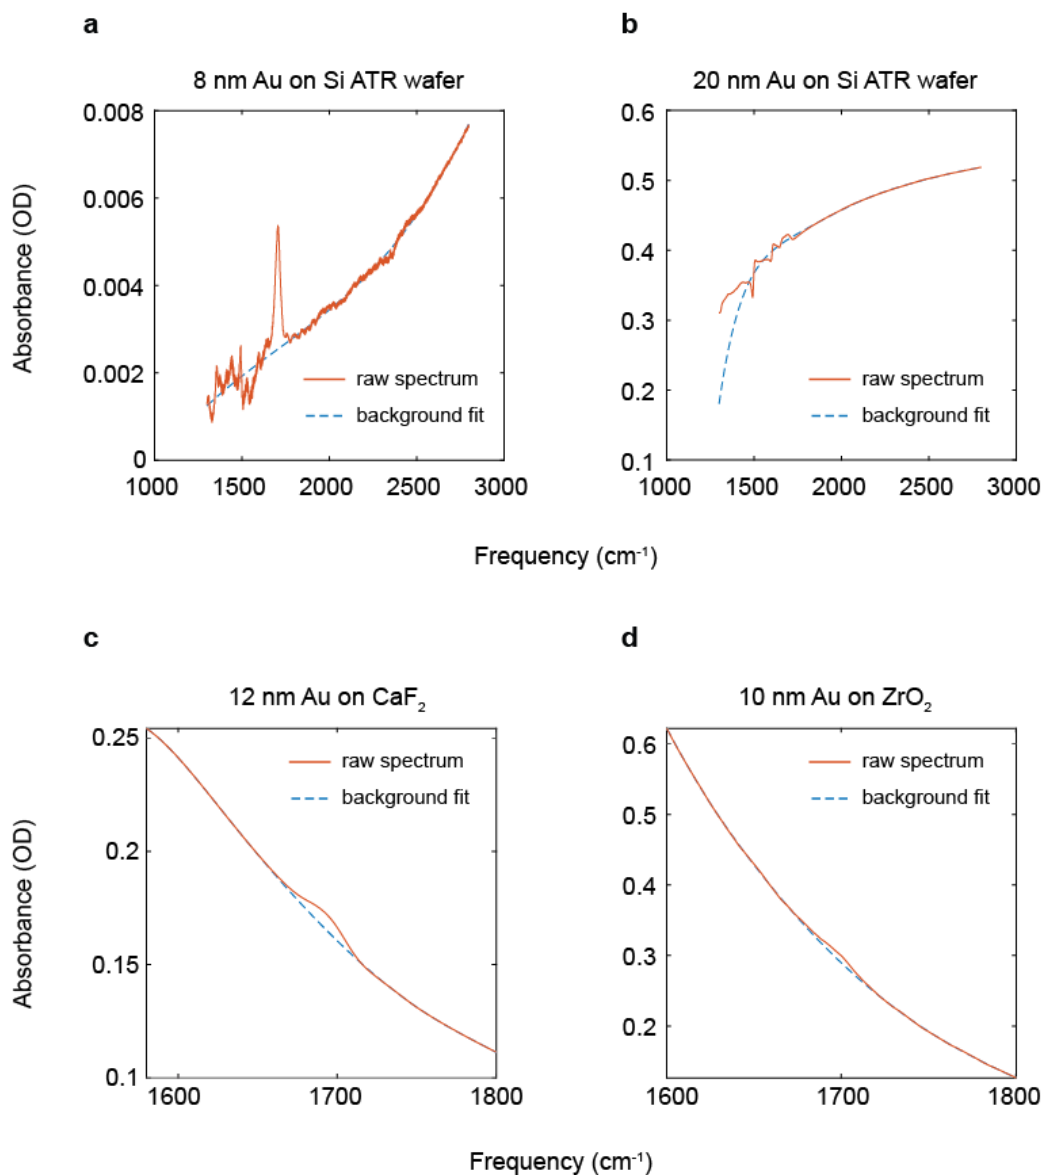 a
8 nm Au on Si ATR wafer
0.008
0.006
0.004
0.002
0
1000 1500 2000 2500 3000
raw spectrum
background fit
Absorbance (OD)
b
20 nm Au on Si ATR wafer
0.6
0.5
0.4
0.3
0.2
0.1
1000 1500 2000 2500 3000
raw spectrum
background fit
Frequency (cm⁻¹)
c
12 nm Au on CaF₂
0.25
0.2
0.15
0.1
1600 1700 1800
raw spectrum
background fit
Absorbance (OD)
d
10 nm Au on ZrO₂
0.6
0.5
0.4
0.3
0.2
1600 1700 1800
raw spectrum
background fit
Frequency (cm⁻¹)